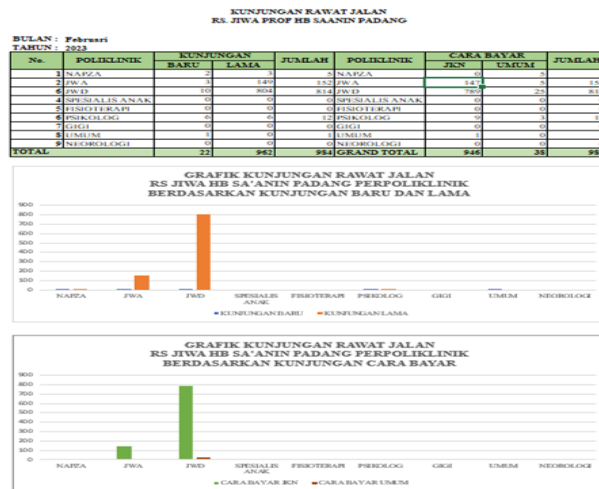 KUNJUNGAN RAWAT JALAN
RS. JIWA PROF HB SAANIN PADANG
BULAN : Februari
TAHUN : 2023
No. POLIKLINIK KUNJUNGAN JUMLAH POLIKLINIK CARA BAYAR JUMLAH
BARU LAMA JKN UMUM
1 NAPZA 2 3 5 NAPZA 0 5
2 JWA 3 149 152 JWA 147 5 15
6 JWD 10 804 814 JWD 789 25 81
4 SPESIALIS ANAK 0 0 0 SPESIALIS ANAK 0 0
5 FISIOTERAPI 0 0 0 FISIOTERAPI 0 0
6 PSIKOLOG 6 6 12 PSIKOLOG 9 3 1
7 GIGI 0 0 0 GIGI 0 0
8 UMUM 1 0 1 UMUM 1 0
9 NEOROLOGI 0 0 0 NEOROLOGI 0 0
TOTAL 22 962 984 GRAND TOTAL 946 38 98
GRAFIK KUNJUNGAN RAWAT JALAN
RS JIWA HB SA'ANIN PADANG PERPOLIKLINIK
BERDASARKAN KUNJUNGAN BARU DAN LAMA
900
800
700
600
500
400
300
200
100
0
NAPZA JWA JWD SPESIALIS ANAK FISIOTERAPI PSIKOLOG GIGI UMUM NEOROLOGI
KUNJUNGAN BARU KUNJUNGAN LAMA
GRAFIK KUNJUNGAN RAWAT JALAN
RS JIWA HB SA'ANIN PADANG PERPOLIKLINIK
BERDASARKAN KUNJUNGAN CARA BAYAR
900
800
700
600
500
400
300
200
100
0
NAPZA JWA JWD SPESIALIS ANAK FISIOTERAPI PSIKOLOG GIGI UMUM NEOROLOGI
CARA BAYAR JKN CARA BAYAR UMUM